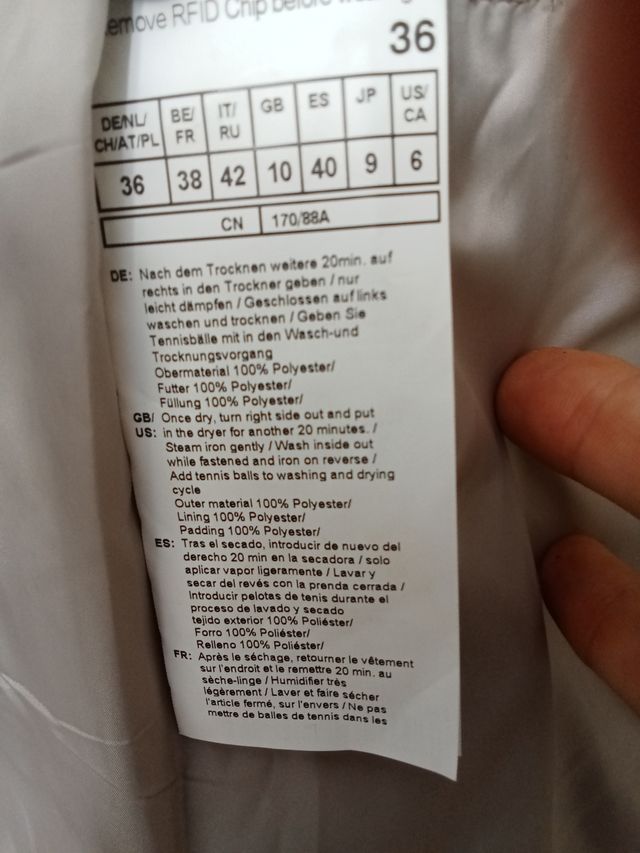 emove RFID Chip before
36
DE/NL/ CH/AT/PL BE/ FR IT/ RU GB ES JP US/ CA
36 38 42 10 40 9 6
CN 170/88A
DE: Nach dem Trocknen weitere 20min. auf
rechts in den Trockner geben / nur
leicht dämpfen / Geschlossen auf links
waschen und trocknen / Geben Sie
Tennisbälle mit in den Wasch-und
Trocknungsvorgang
Obermaterial 100% Polyester/
Futter 100% Polyester/
Füllung 100% Polyester/
GB/ Once dry, turn right side out and put
US: in the dryer for another 20 minutes. /
Steam iron gently / Wash inside out
while fastened and iron on reverse /
Add tennis balls to washing and drying
cycle
Outer material 100% Polyester/
Lining 100% Polyester/
Padding 100% Polyester/
ES: Tras el secado, introducir de nuevo del
derecho 20 min en la secadora / solo
aplicar vapor ligeramente / Lavar y
secar del revés con la prenda cerrada /
Introducir pelotas de tenis durante el
proceso de lavado y secado
tejido exterior 100% Poliéster/
Forro 100% Poliéster/
Relleno 100% Poliéster/
FR: Après le séchage, retourner le vêtement
sur l'endroit et le remettre 20 min. au
sèche-linge / Humidifier très
légèrement / Laver et faire sécher
l'article fermé, sur l'envers / Ne pas
mettre de balles de tennis dans les